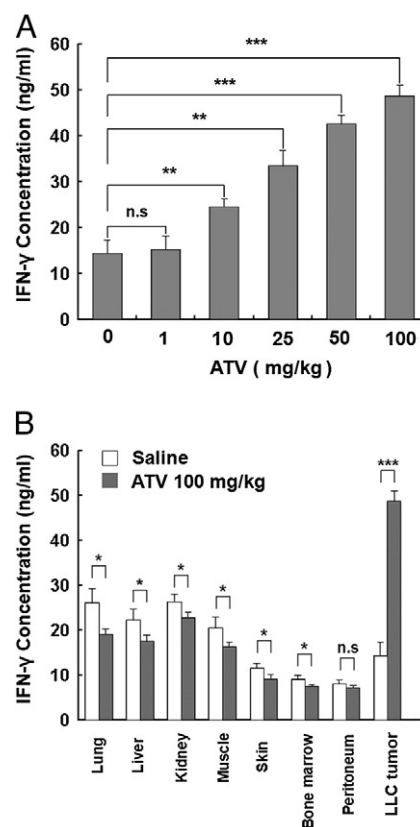 A
IFN-γ Concentration (ng/ml)
60
50
40
30
20
10
0
***
***
**
**
n.s
0 1 10 25 50 100
ATV ( mg/kg)
B
IFN-γ Concentration (ng/ml)
60
50
40
30
20
10
0
Saline
ATV 100 mg/kg
* * * * * * n.s ***
Lung
Liver
Kidney
Muscle
Skin
Bone marrow
Peritoneum
LLC tumor